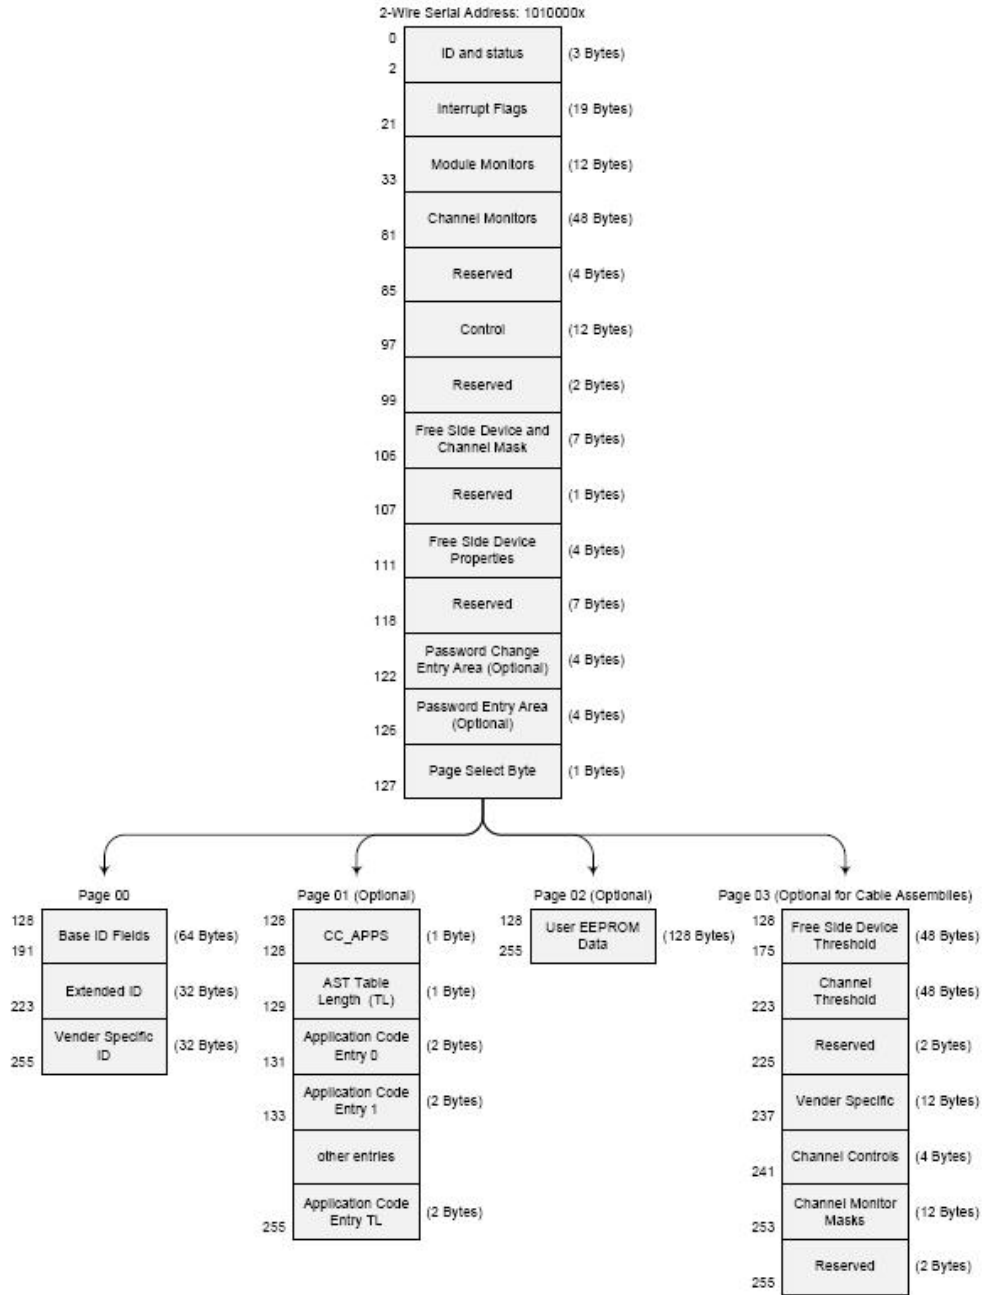 2-Wire Serial Address: 1010000x
0
ID and status (3 Bytes)
2
Interrupt Flags (19 Bytes)
21
Module Monitors (12 Bytes)
33
Channel Monitors (48 Bytes)
81
Reserved (4 Bytes)
85
Control (12 Bytes)
97
Reserved (2 Bytes)
99
Free Side Device and
Channel Mask (7 Bytes)
106
Reserved (1 Bytes)
107
Free Side Device
Properties (4 Bytes)
111
Reserved (7 Bytes)
118
Password Change
Entry Area (Optional) (4 Bytes)
122
Password Entry Area
(Optional) (4 Bytes)
126
Page Select Byte (1 Bytes)
127
Page 00
128
Base ID Fields (64 Bytes)
191
Extended ID (32 Bytes)
223
Vender Specific
ID (32 Bytes)
255
Page 01 (Optional)
128
CC_APPS (1 Byte)
128
AST Table
Length (TL) (1 Byte)
129
Application Code
Entry 0 (2 Bytes)
131
Application Code
Entry 1 (2 Bytes)
133
other entries
Application Code
Entry TL (2 Bytes)
255
Page 02 (Optional)
128
User EEPROM
Data (128 Bytes)
255
Page 03 (Optional for Cable Assemblies)
128
Free Side Device
Threshold (48 Bytes)
175
Channel
Threshold (48 Bytes)
223
Reserved (2 Bytes)
225
Vender Specific (12 Bytes)
237
Channel Controls (4 Bytes)
241
Channel Monitor
Masks (12 Bytes)
253
Reserved (2 Bytes)
255